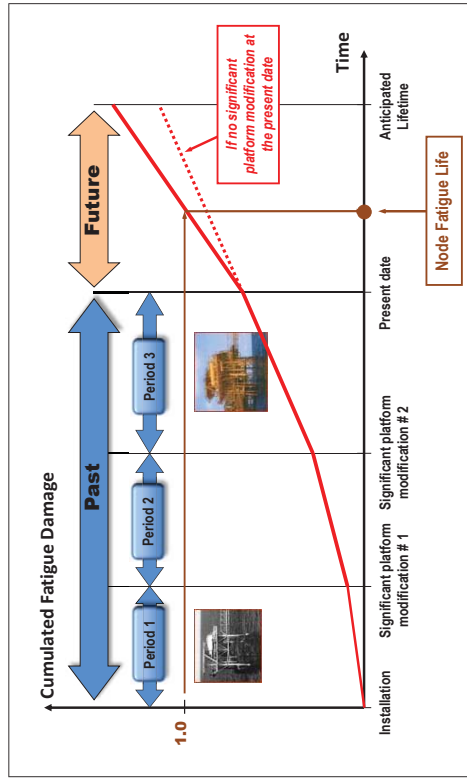 Cumulated Fatigue Damage
Past
Future
Period 1
Period 2
Period 3
1.0
If no significant
platform modification at
the present date
Time
Installation
Significant platform
modification # 1
Significant platform
modification # 2
Present date
Anticipated
Lifetime
Node Fatigue Life